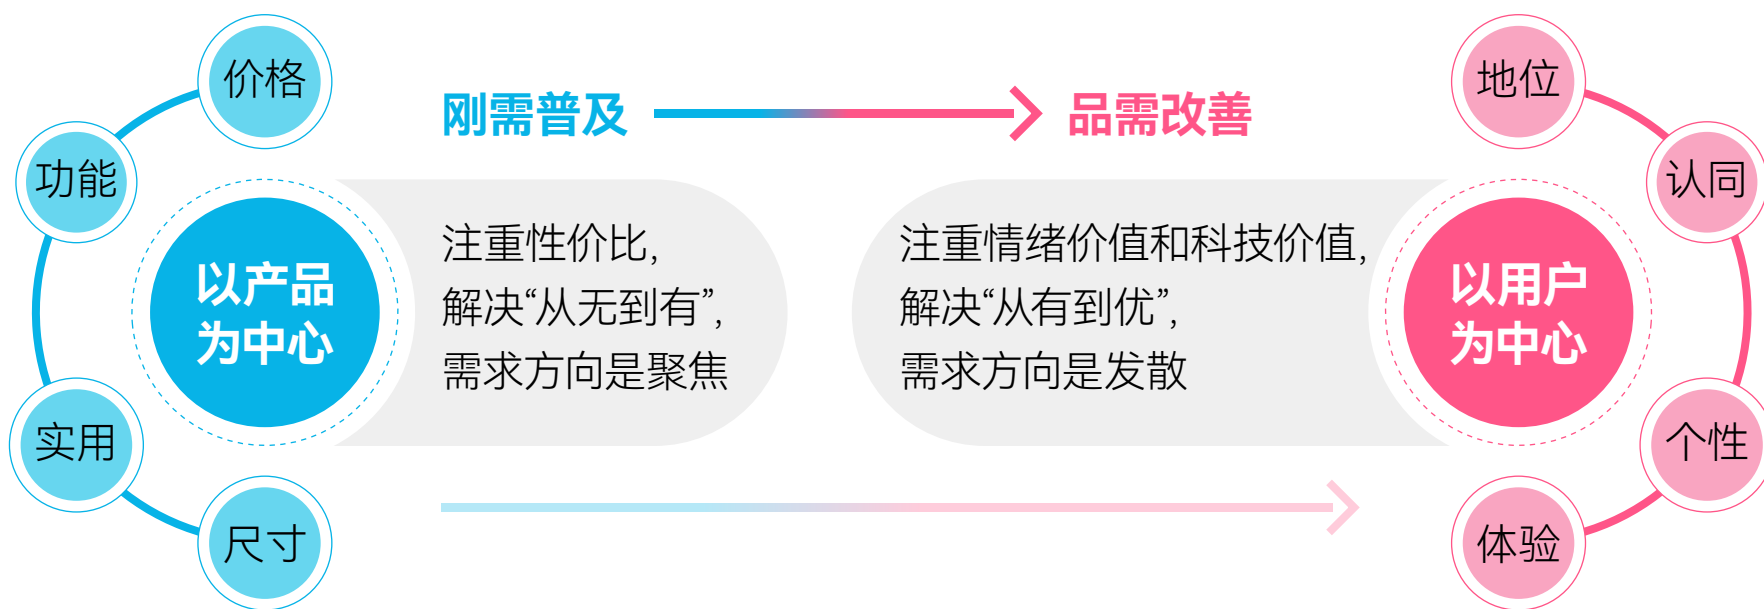 价格
功能
实用
尺寸
以产品
为中心
刚需普及
品需改善
注重性价比,
解决“从无到有”,
需求方向是聚焦
注重情绪价值和科技价值,
解决“从有到优”,
需求方向是发散
以用户
为中心
地位
认同
个性
体验